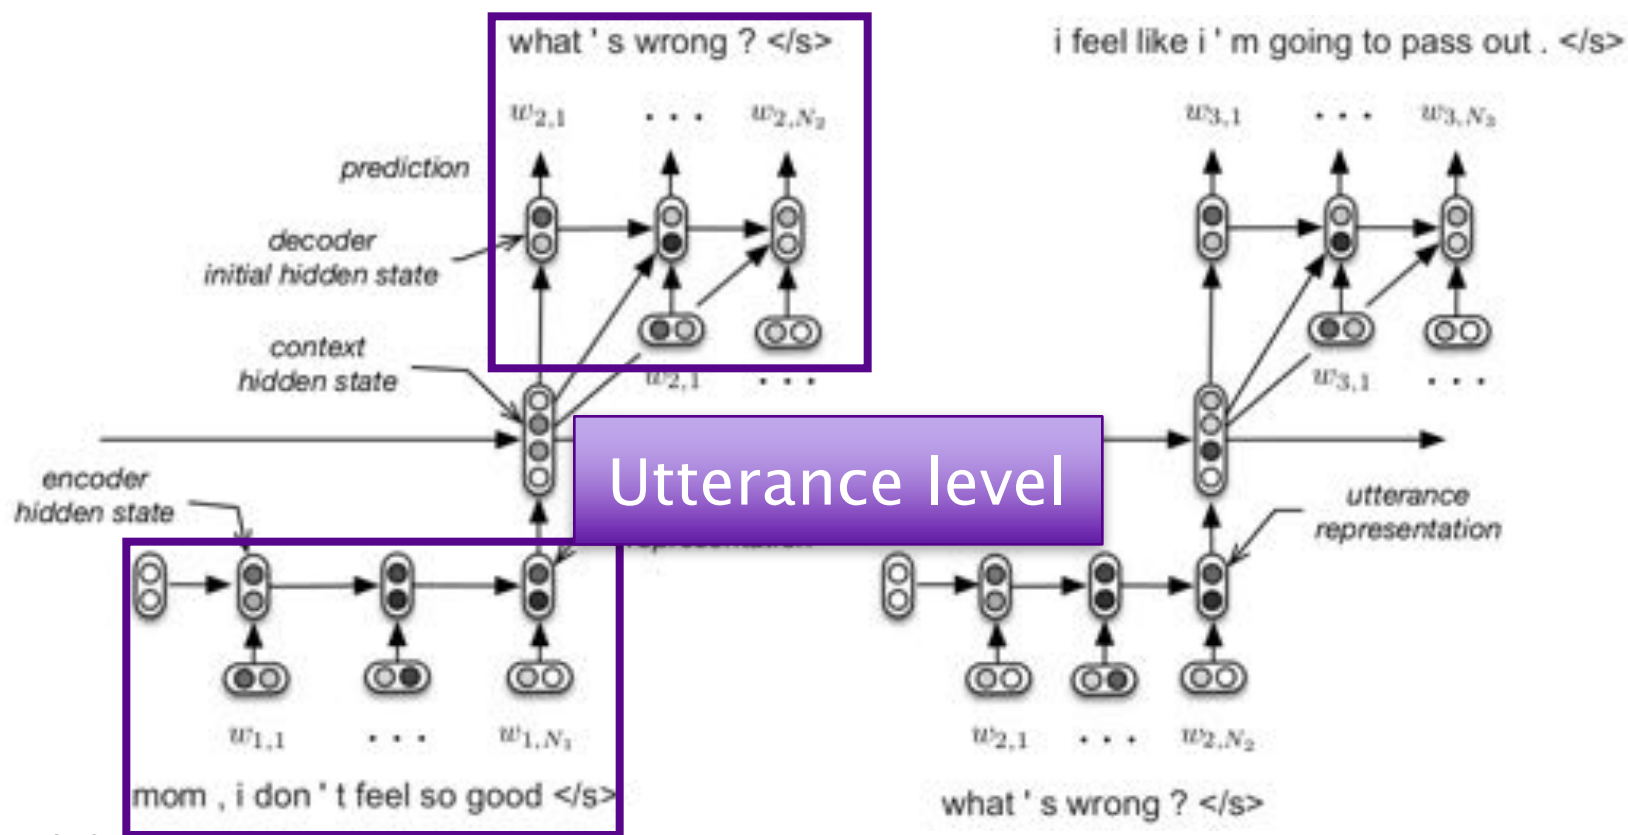 what ' s wrong ? </s>
i feel like i ' m going to pass out . </s>
w2,1 · · · w2,N2
w3,1 · · · w3,N3
prediction
decoder
initial hidden state
context
hidden state
w2,1 · · ·
w3,1 · · ·
Utterance level
encoder
hidden state
utterance
representation
w1,1 · · · w1,N1
w2,1 · · · w2,N2
mom , i don ' t feel so good </s>
what ' s wrong ? </s>